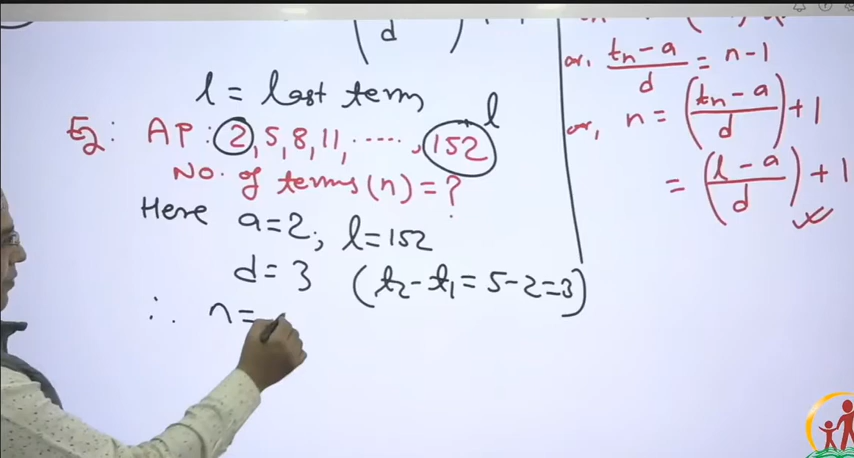 d
l = last term
Eg: AP: 2, 5, 8, 11, ....., 152 l
No. of terms (n) = ?
Here a = 2; l = 152
d = 3 (t₂ - t₁ = 5 - 2 = 3)
∴ n =
or, (tn - a)/d = n - 1
or, n = ((tn - a)/d) + 1
= ((l - a)/d) + 1